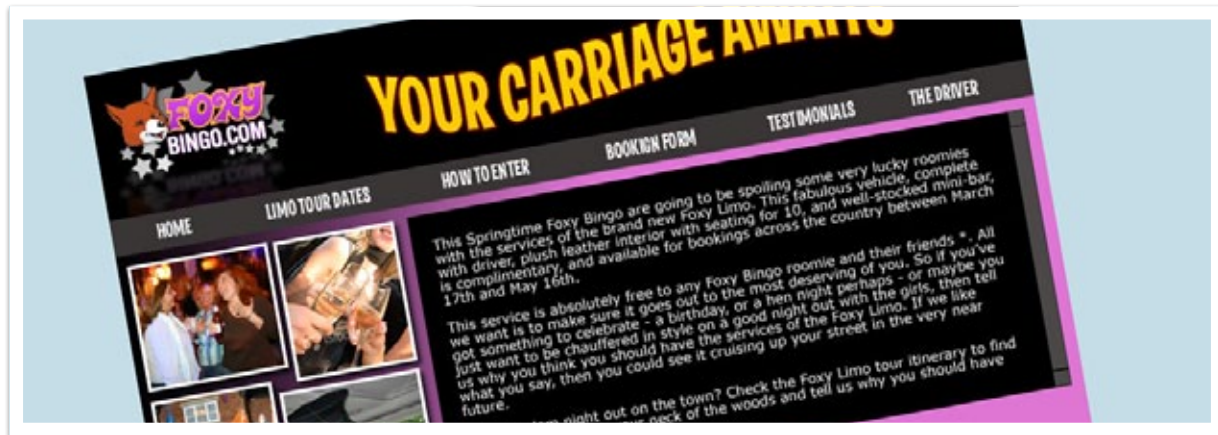 YOUR CARRIAGE AWAITS
FOXY
BINGO.COM
HOME
LIMO TOUR DATES
HOW TO ENTER
BOOKIGN FORM
TESTIMONIALS
THE DRIVER
This Springtime Foxy Bingo are going to be spoiling some very lucky roomies
with the services of the brand new Foxy Limo. This fabulous vehicle, complete
with driver, plush leather interior with seating for 10, and well-stocked mini-bar,
is complimentary, and available for bookings across the country between March
17th and May 16th.
This service is absolutely free to any Foxy Bingo roomie and their friends *. All
we want is to make sure it goes out to the most deserving of you. So if you've
got something to celebrate - a birthday, or a hen night perhaps - or maybe you
just want to be chauffered in style on a good night out with the girls, then tell
us why you think you should have the services of the Foxy Limo. If we like
what you say, then you could see it cruising up your street in the very near
future.
night out on the town? Check the Foxy Limo tour itinerary to find
neck of the woods and tell us why you should have